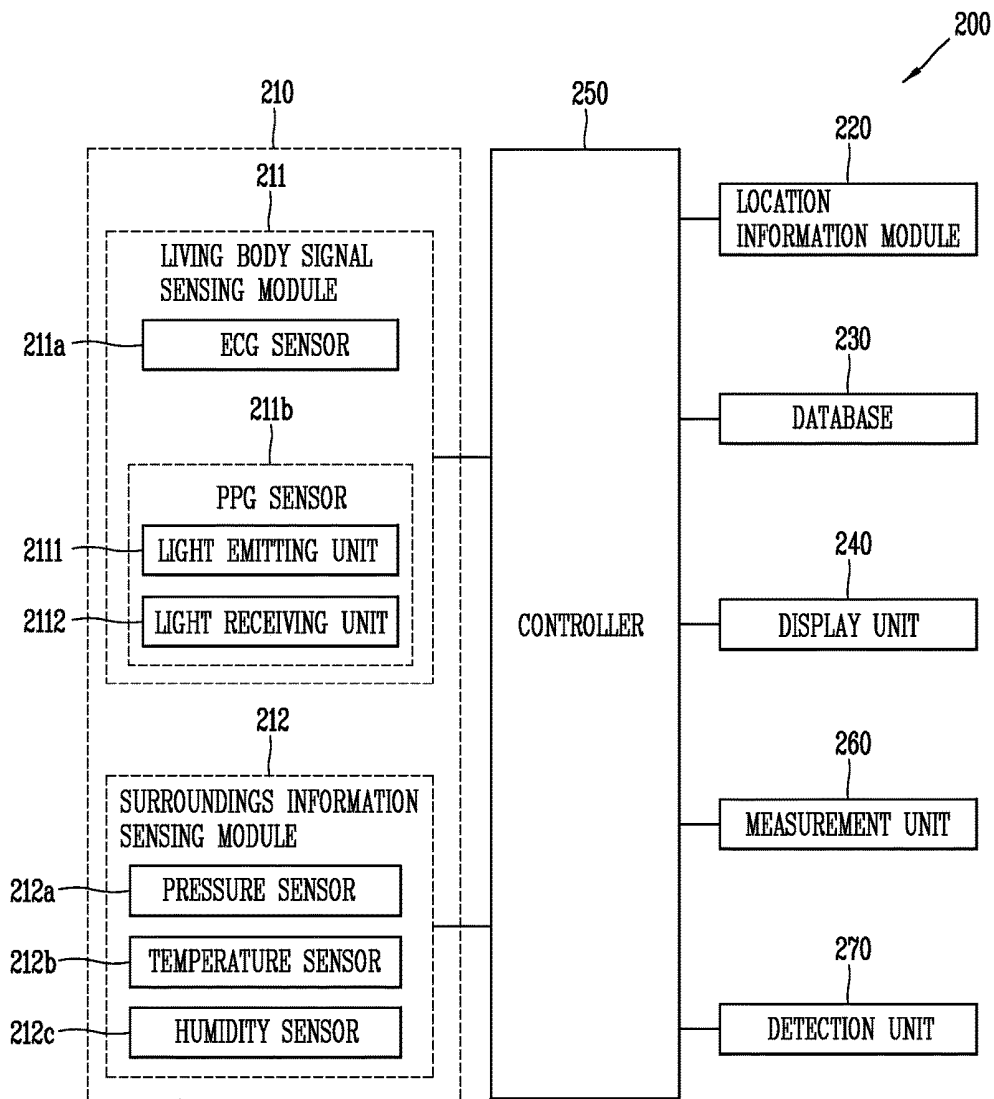 200
210
250
220
211
LOCATION
INFORMATION MODULE
LIVING BODY SIGNAL
SENSING MODULE
211a
ECG SENSOR
230
DATABASE
211b
PPG SENSOR
2111
LIGHT EMITTING UNIT
240
2112
LIGHT RECEIVING UNIT
CONTROLLER
DISPLAY UNIT
212
260
SURROUNDINGS INFORMATION
SENSING MODULE
MEASUREMENT UNIT
212a
PRESSURE SENSOR
212b
TEMPERATURE SENSOR
270
212c
HUMIDITY SENSOR
DETECTION UNIT